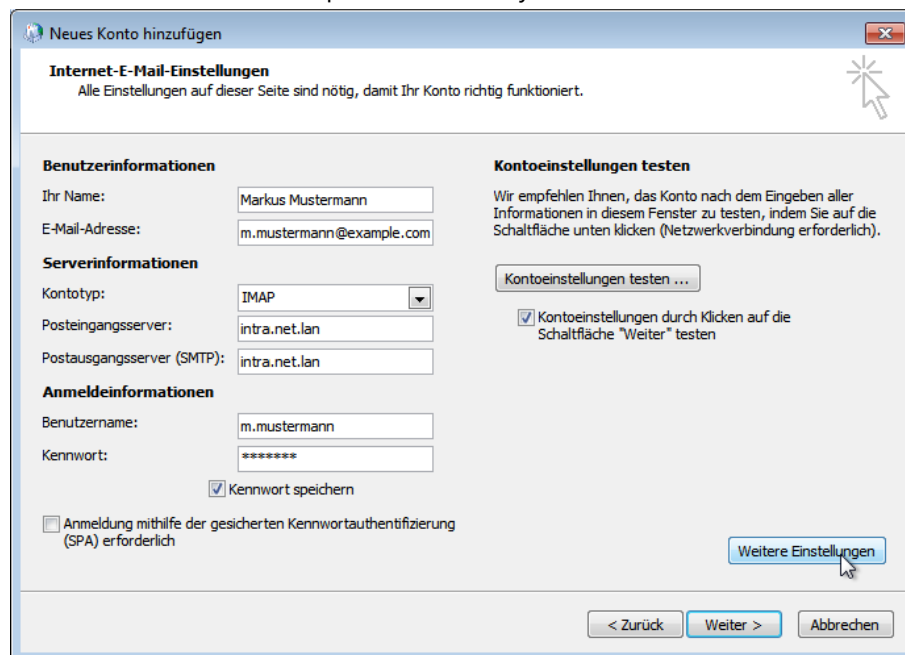 Neues Konto hinzufügen
Internet-E-Mail-Einstellungen
Alle Einstellungen auf dieser Seite sind nötig, damit Ihr Konto richtig funktioniert.
Benutzerinformationen
Ihr Name:
Markus Mustermann
E-Mail-Adresse:
m.mustermann@example.com
Serverinformationen
Kontotyp:
IMAP
Posteingangsserver:
intra.net.lan
Postausgangsserver (SMTP):
intra.net.lan
Anmeldeinformationen
Benutzername:
m.mustermann
Kennwort:
*******
Kennwort speichern
Anmeldung mithilfe der gesicherten Kennwortauthentifizierung
(SPA) erforderlich
Kontoeinstellungen testen
Wir empfehlen Ihnen, das Konto nach dem Eingeben aller
Informationen in diesem Fenster zu testen, indem Sie auf die
Schaltfläche unten klicken (Netzwerkverbindung erforderlich).
Kontoeinstellungen testen ...
Kontoeinstellungen durch Klicken auf die
Schaltfläche "Weiter" testen
Weitere Einstellungen
< Zurück
Weiter >
Abbrechen